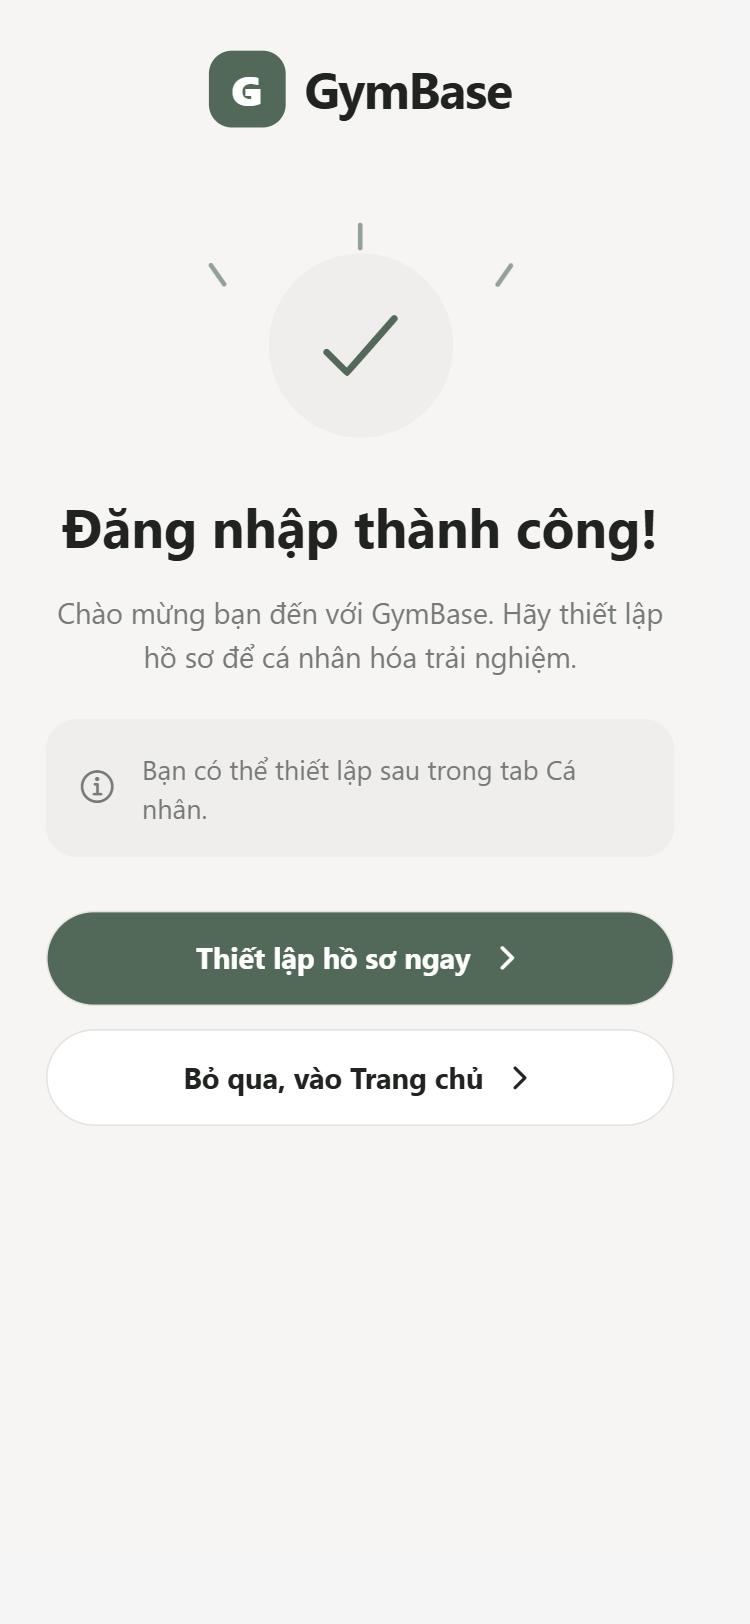 G GymBase
Đăng nhập thành công!
Chào mừng bạn đến với GymBase. Hãy thiết lập
hồ sơ để cá nhân hóa trải nghiệm.
Bạn có thể thiết lập sau trong tab Cá
nhân.
Thiết lập hồ sơ ngay
Bỏ qua, vào Trang chủ